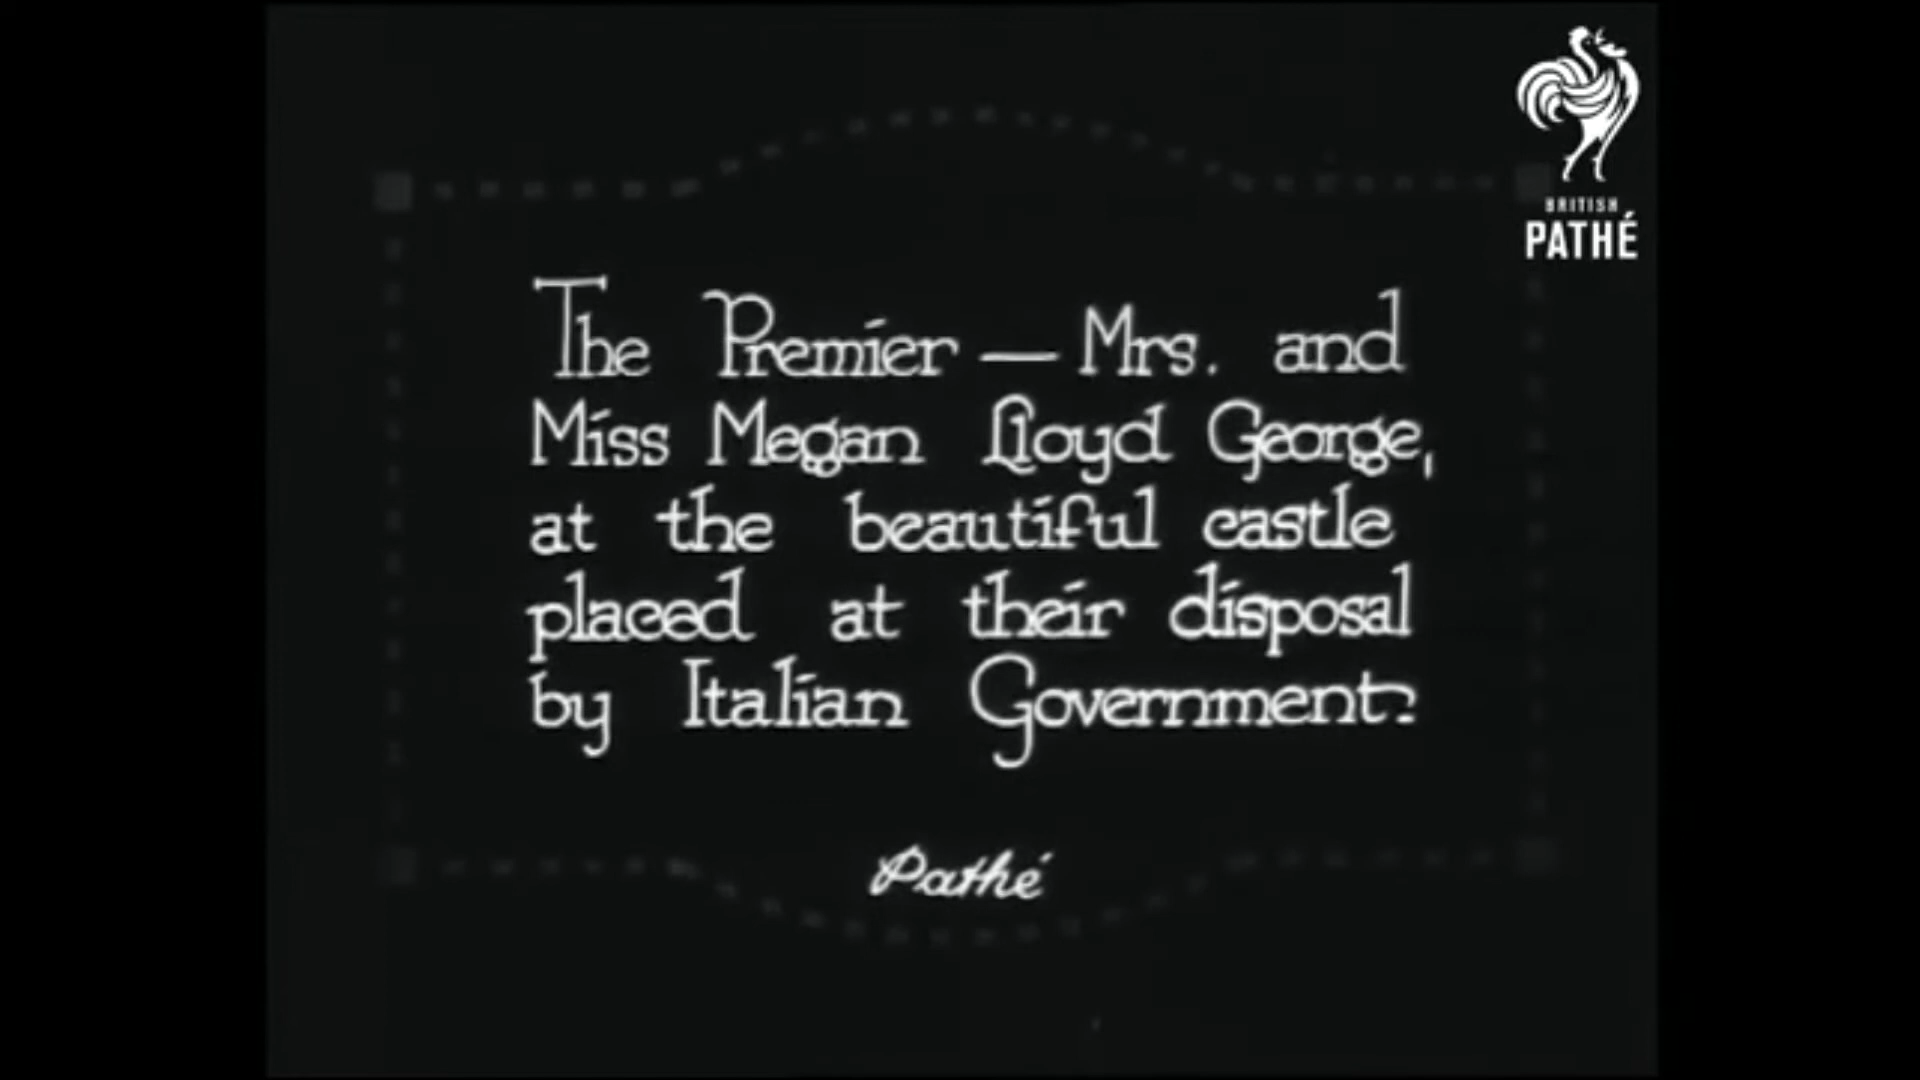 BRITISH
PATHÉ
The Premier — Mrs. and
Miss Megan Lloyd George,
at the beautiful castle
placed at their disposal
by Italian Government.
Pathé